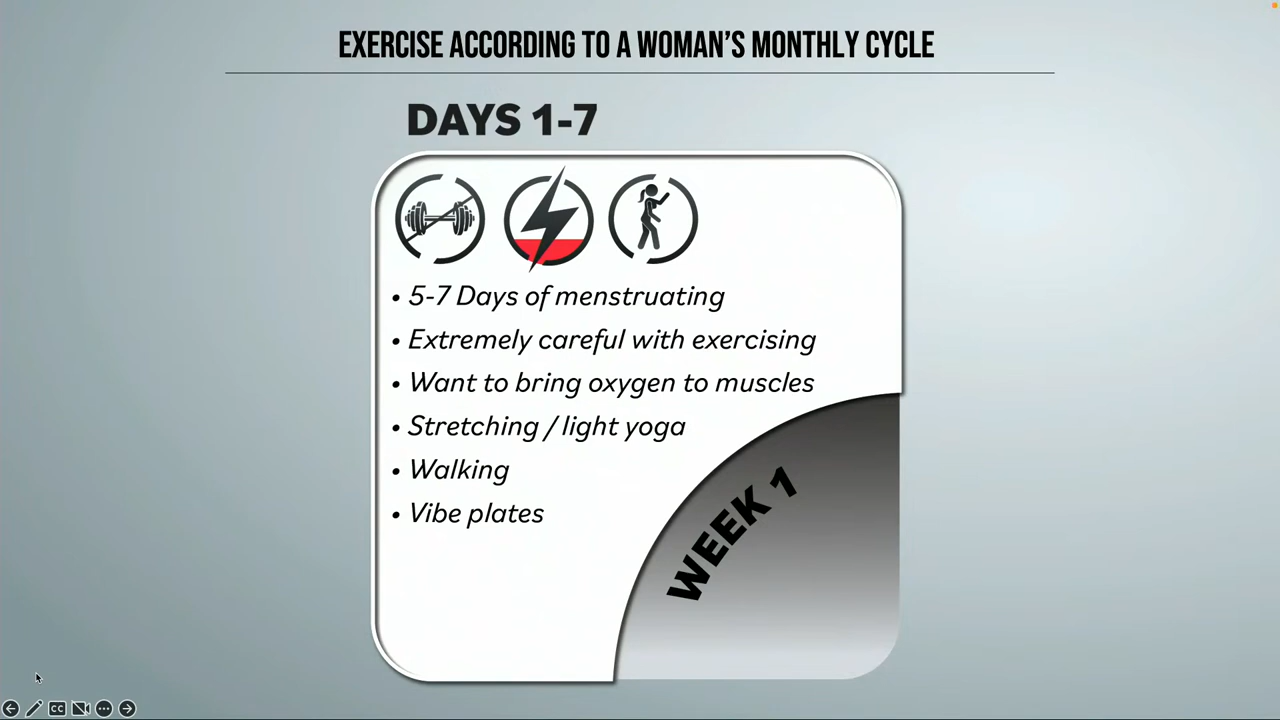 EXERCISE ACCORDING TO A WOMAN'S MONTHLY CYCLE
DAYS 1-7
• 5-7 Days of menstruating
• Extremely careful with exercising
• Want to bring oxygen to muscles
• Stretching / light yoga
• Walking
• Vibe plates
WEEK 1
CC